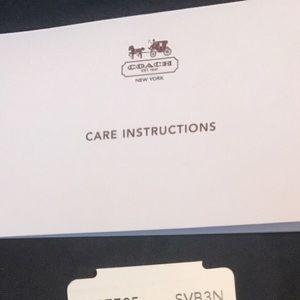 COACH
EST. 1941
NEW YORK
CARE INSTRUCTIONS
SVB3N